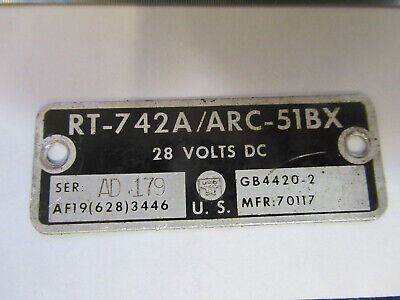 RT-742A/ARC-51BX
28 VOLTS DC
SER: AD 179
GB4420-2
AF19(628)3446
U. S.
MFR:70117